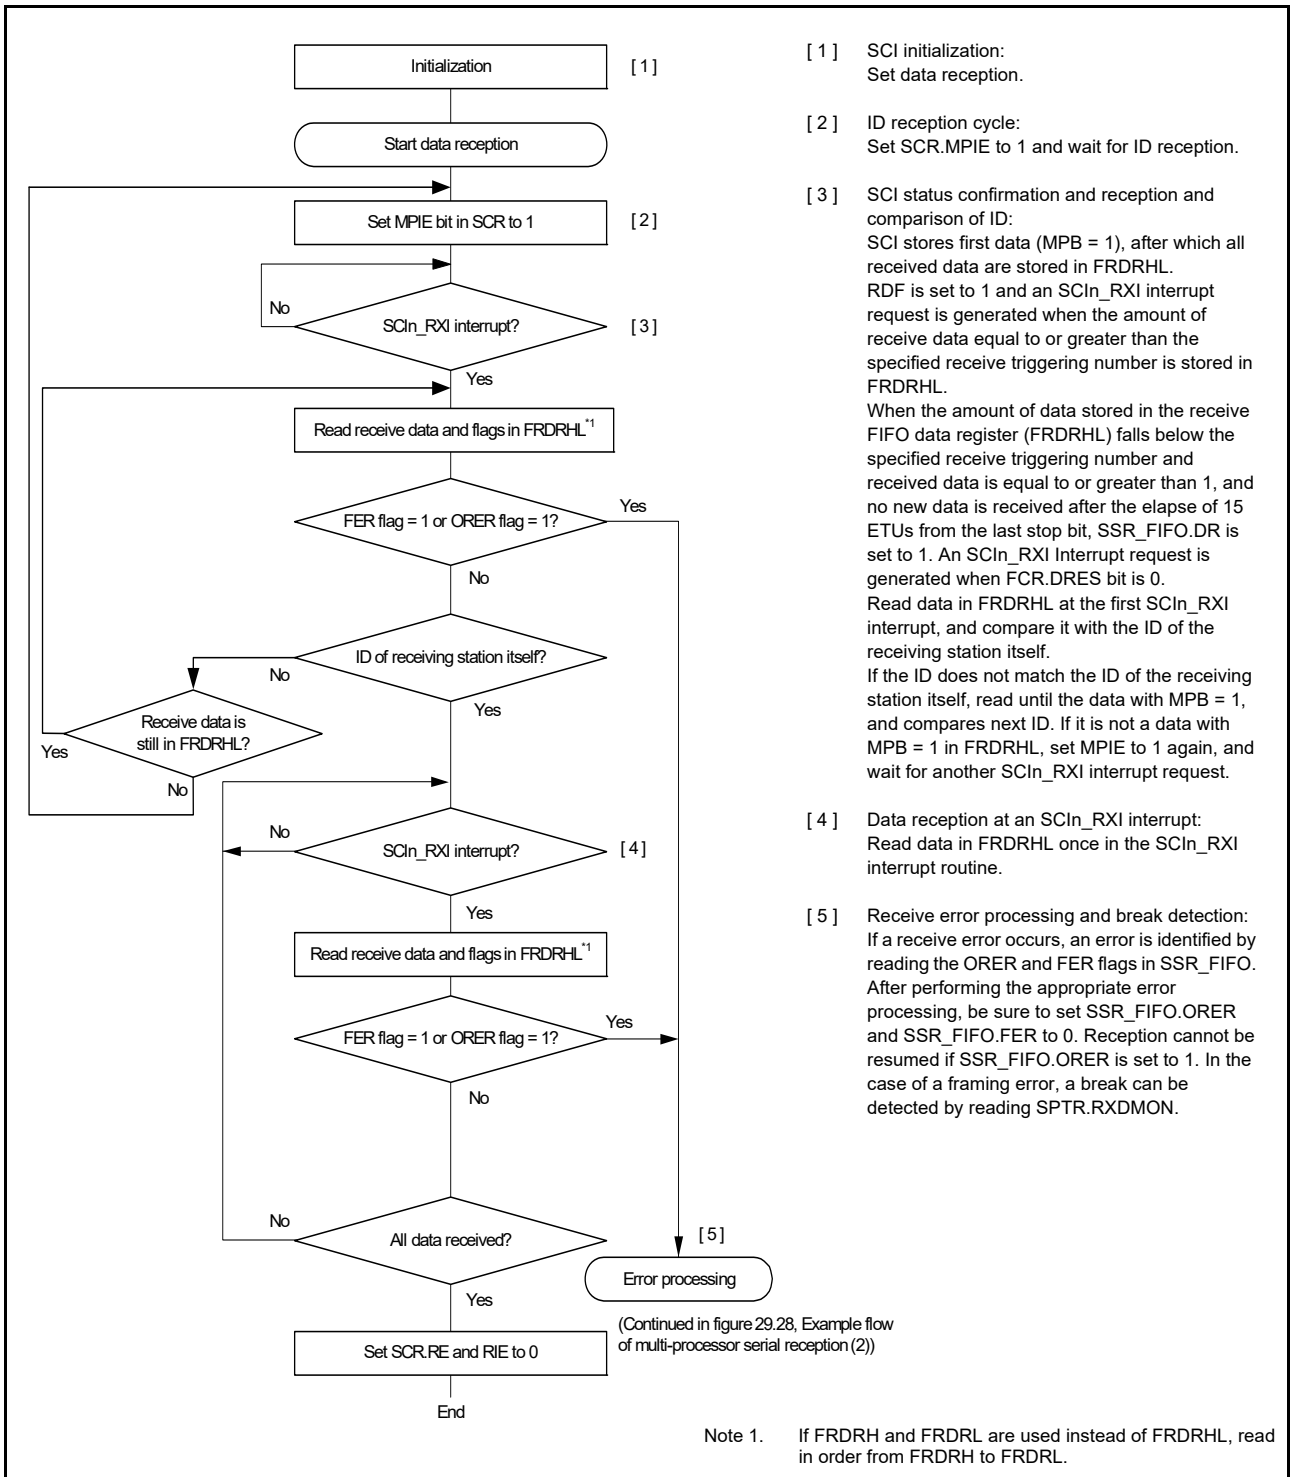 Initialization
[ 1 ]
Start data reception
Set MPIE bit in SCR to 1
[ 2 ]
No
SCIn_RXI interrupt?
[ 3 ]
Yes
Read receive data and flags in FRDRHL*1
Yes
FER flag = 1 or ORER flag = 1?
No
ID of receiving station itself?
No
Yes
Receive data is
still in FRDRHL?
Yes
No
No
SCIn_RXI interrupt?
[ 4 ]
Yes
Read receive data and flags in FRDRHL*1
Yes
FER flag = 1 or ORER flag = 1?
No
No
All data received?
Yes
[ 5 ]
Error processing
(Continued in figure 29.28, Example flow
of multi-processor serial reception (2))
Set SCR.RE and RIE to 0
End
[ 1 ] SCI initialization:
Set data reception.
[ 2 ] ID reception cycle:
Set SCR.MPIE to 1 and wait for ID reception.
[ 3 ] SCI status confirmation and reception and
comparison of ID:
SCI stores first data (MPB = 1), after which all
received data are stored in FRDRHL.
RDF is set to 1 and an SCIn_RXI interrupt
request is generated when the amount of
receive data equal to or greater than the
specified receive triggering number is stored in
FRDRHL.
When the amount of data stored in the receive
FIFO data register (FRDRHL) falls below the
specified receive triggering number and
received data is equal to or greater than 1, and
no new data is received after the elapse of 15
ETUs from the last stop bit, SSR_FIFO.DR is
set to 1. An SCIn_RXI Interrupt request is
generated when FCR.DRES bit is 0.
Read data in FRDRHL at the first SCIn_RXI
interrupt, and compare it with the ID of the
receiving station itself.
If the ID does not match the ID of the receiving
station itself, read until the data with MPB = 1,
and compares next ID. If it is not a data with
MPB = 1 in FRDRHL, set MPIE to 1 again, and
wait for another SCIn_RXI interrupt request.
[ 4 ] Data reception at an SCIn_RXI interrupt:
Read data in FRDRHL once in the SCIn_RXI
interrupt routine.
[ 5 ] Receive error processing and break detection:
If a receive error occurs, an error is identified by
reading the ORER and FER flags in SSR_FIFO.
After performing the appropriate error
processing, be sure to set SSR_FIFO.ORER
and SSR_FIFO.FER to 0. Reception cannot be
resumed if SSR_FIFO.ORER is set to 1. In the
case of a framing error, a break can be
detected by reading SPTR.RXDMON.
Note 1. If FRDRH and FRDRL are used instead of FRDRHL, read
in order from FRDRH to FRDRL.